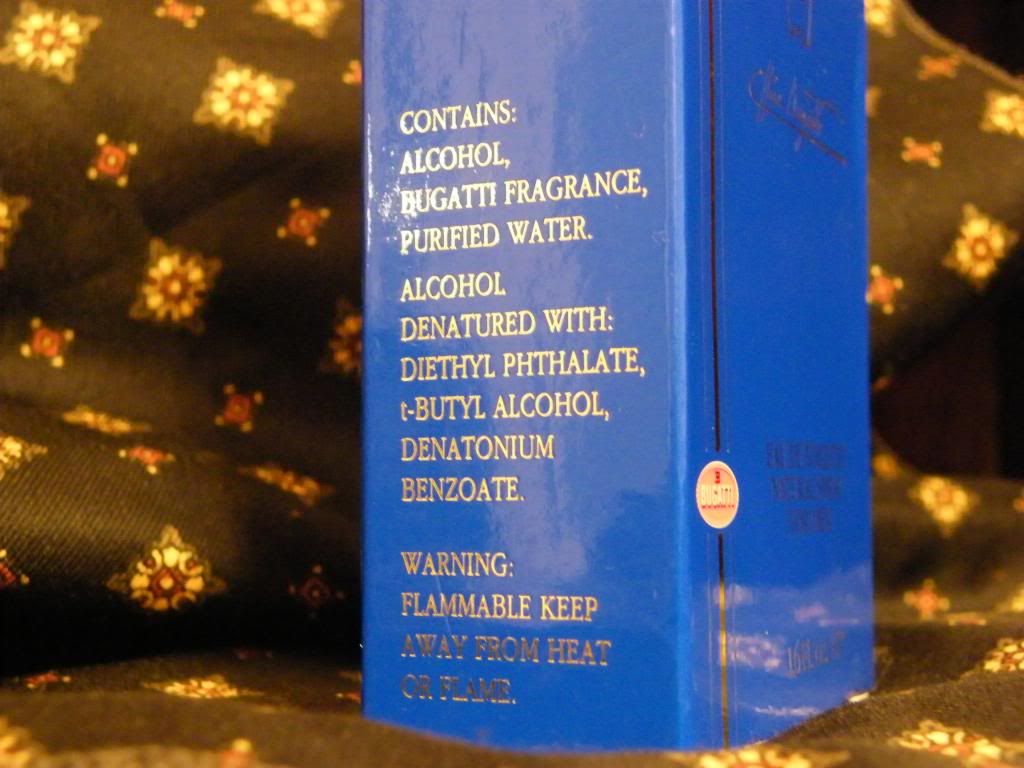 CONTAINS:
ALCOHOL,
BUGATTI FRAGRANCE,
PURIFIED WATER.
ALCOHOL
DENATURED WITH:
DIETHYL PHTHALATE,
t-BUTYL ALCOHOL,
DENATONIUM
BENZOATE.
WARNING:
FLAMMABLE KEEP
AWAY FROM HEAT
OR FLAME.
BUGATTI